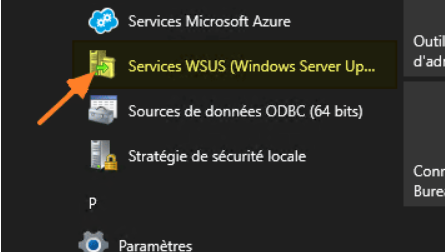 Services Microsoft Azure
Services WSUS (Windows Server Up...
Sources de données ODBC (64 bits)
Stratégie de sécurité locale
P
Paramètres
Outil
d'adm
Conn
Burea